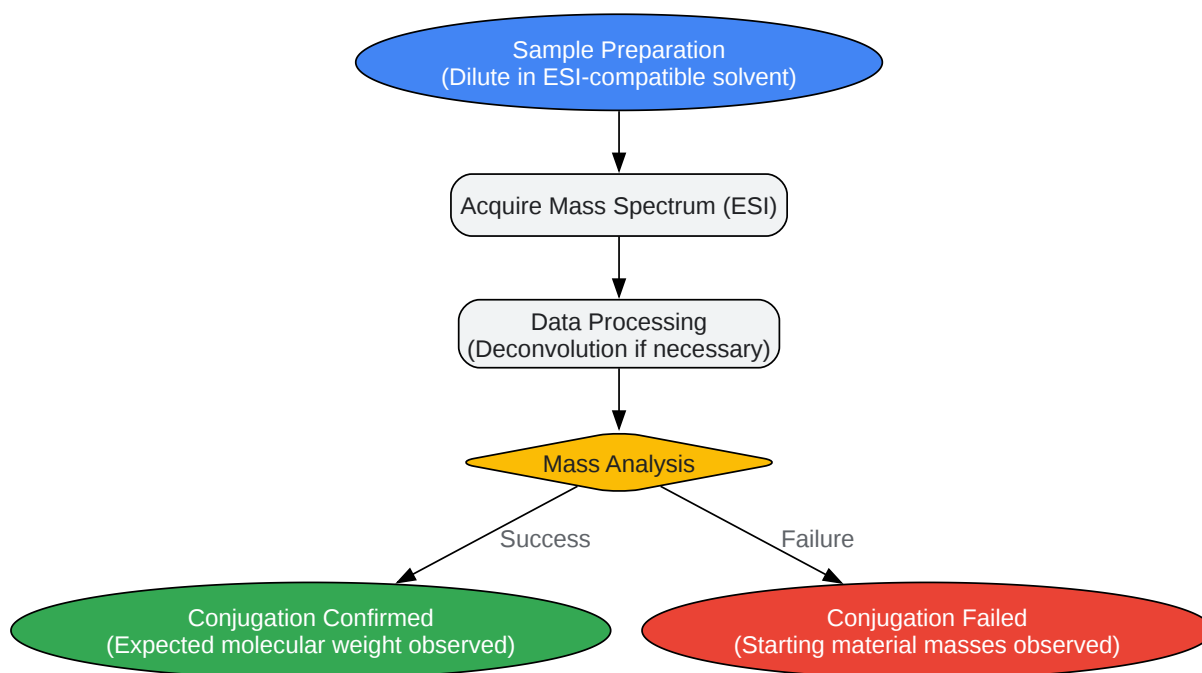 Sample Preparation
(Dilute in ESI-compatible solvent)
Acquire Mass Spectrum (ESI)
Data Processing
(Deconvolution if necessary)
Mass Analysis
Success
Failure
Conjugation Confirmed
(Expected molecular weight observed)
Conjugation Failed
(Starting material masses observed)